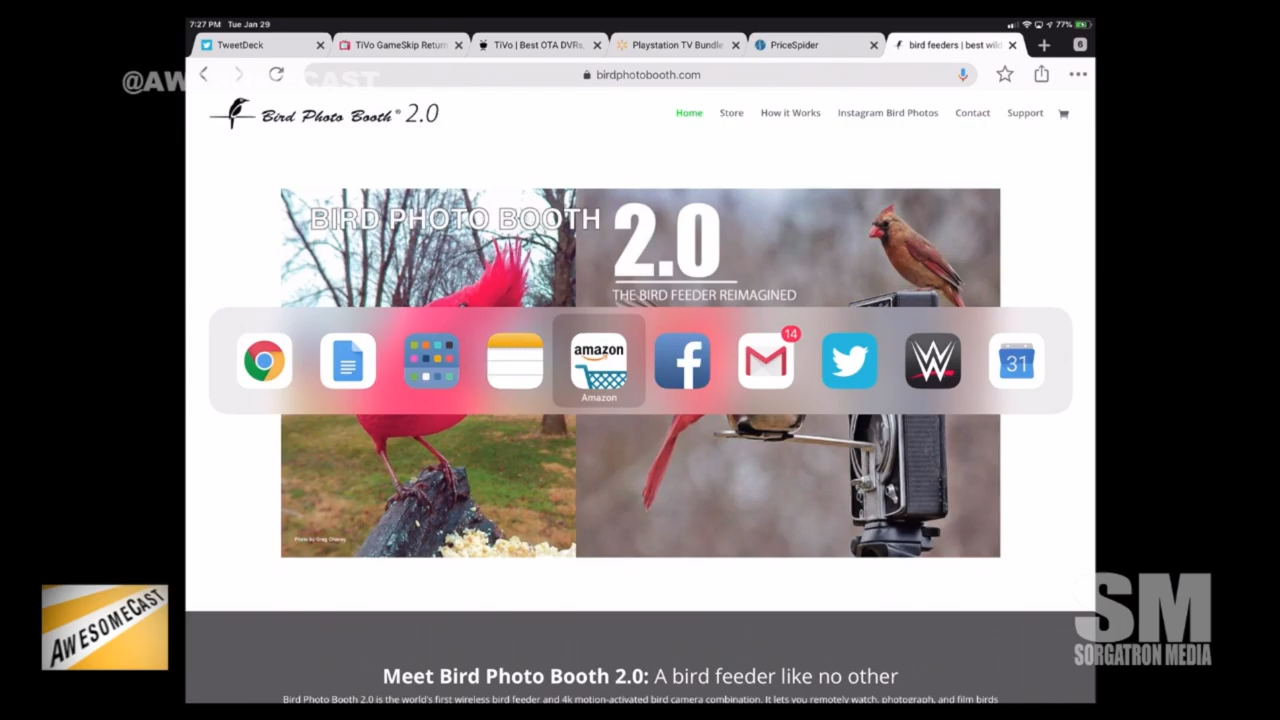 7:27 PM Tue Jan 29
77%
TweetDeck
TiVo GameSkip Return
TiVo | Best OTA DVRs,
Playstation TV Bundle
PriceSpider
bird feeders | best wild
6
birdphotobooth.com
Bird Photo Booth® 2.0
Home
Store
How it Works
Instagram Bird Photos
Contact
Support
BIRD PHOTO BOOTH
2.0
THE BIRD FEEDER REIMAGINED
amazon
Amazon
14
31
Photo by Greg Chaney
AWESOMECAST
SM
SORGATRON MEDIA
Meet Bird Photo Booth 2.0: A bird feeder like no other
Bird Photo Booth 2.0 is the world's first wireless bird feeder and 4k motion-activated bird camera combination. It lets you remotely watch, photograph, and film birds